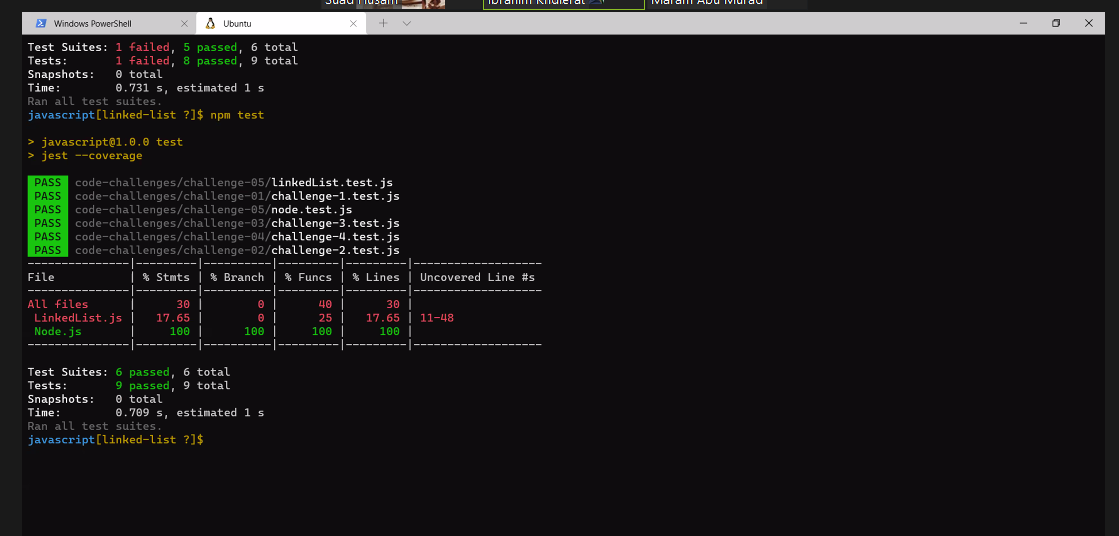 Suad Husam Ibrahim Khdierat Maram Abu Murad
Windows PowerShell Ubuntu
Test Suites: 1 failed, 5 passed, 6 total
Tests: 1 failed, 8 passed, 9 total
Snapshots: 0 total
Time: 0.731 s, estimated 1 s
Ran all test suites.
javascript[linked-list ?]$ npm test
> javascript@1.0.0 test
> jest --coverage
PASS code-challenges/challenge-05/linkedList.test.js
PASS code-challenges/challenge-01/challenge-1.test.js
PASS code-challenges/challenge-05/node.test.js
PASS code-challenges/challenge-03/challenge-3.test.js
PASS code-challenges/challenge-04/challenge-4.test.js
PASS code-challenges/challenge-02/challenge-2.test.js
---------------|---------|----------|---------|---------|-------------------
File | % Stmts | % Branch | % Funcs | % Lines | Uncovered Line #s
---------------|---------|----------|---------|---------|-------------------
All files | 30 | 0 | 40 | 30 |
LinkedList.js | 17.65 | 0 | 25 | 17.65 | 11-48
Node.js | 100 | 100 | 100 | 100 |
---------------|---------|----------|---------|---------|-------------------
Test Suites: 6 passed, 6 total
Tests: 9 passed, 9 total
Snapshots: 0 total
Time: 0.709 s, estimated 1 s
Ran all test suites.
javascript[linked-list ?]$